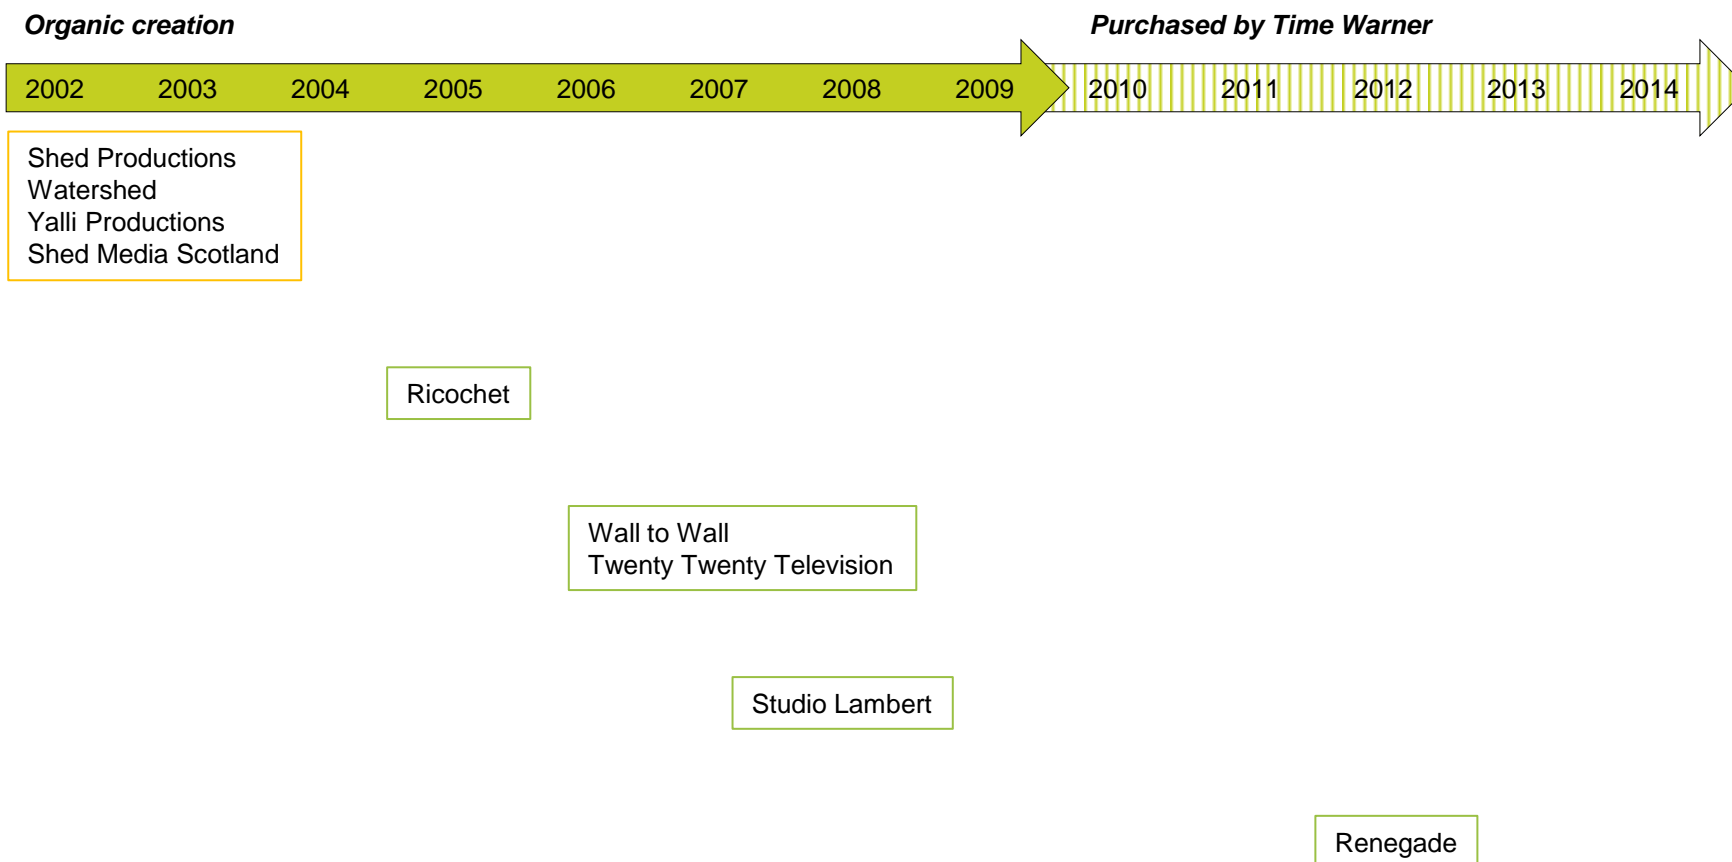 Organic creation
Purchased by Time Warner
2002 2003 2004 2005 2006 2007 2008 2009 2010 2011 2012 2013 2014
Shed Productions
Watershed
Yalli Productions
Shed Media Scotland
Ricochet
Wall to Wall
Twenty Twenty Television
Studio Lambert
Renegade